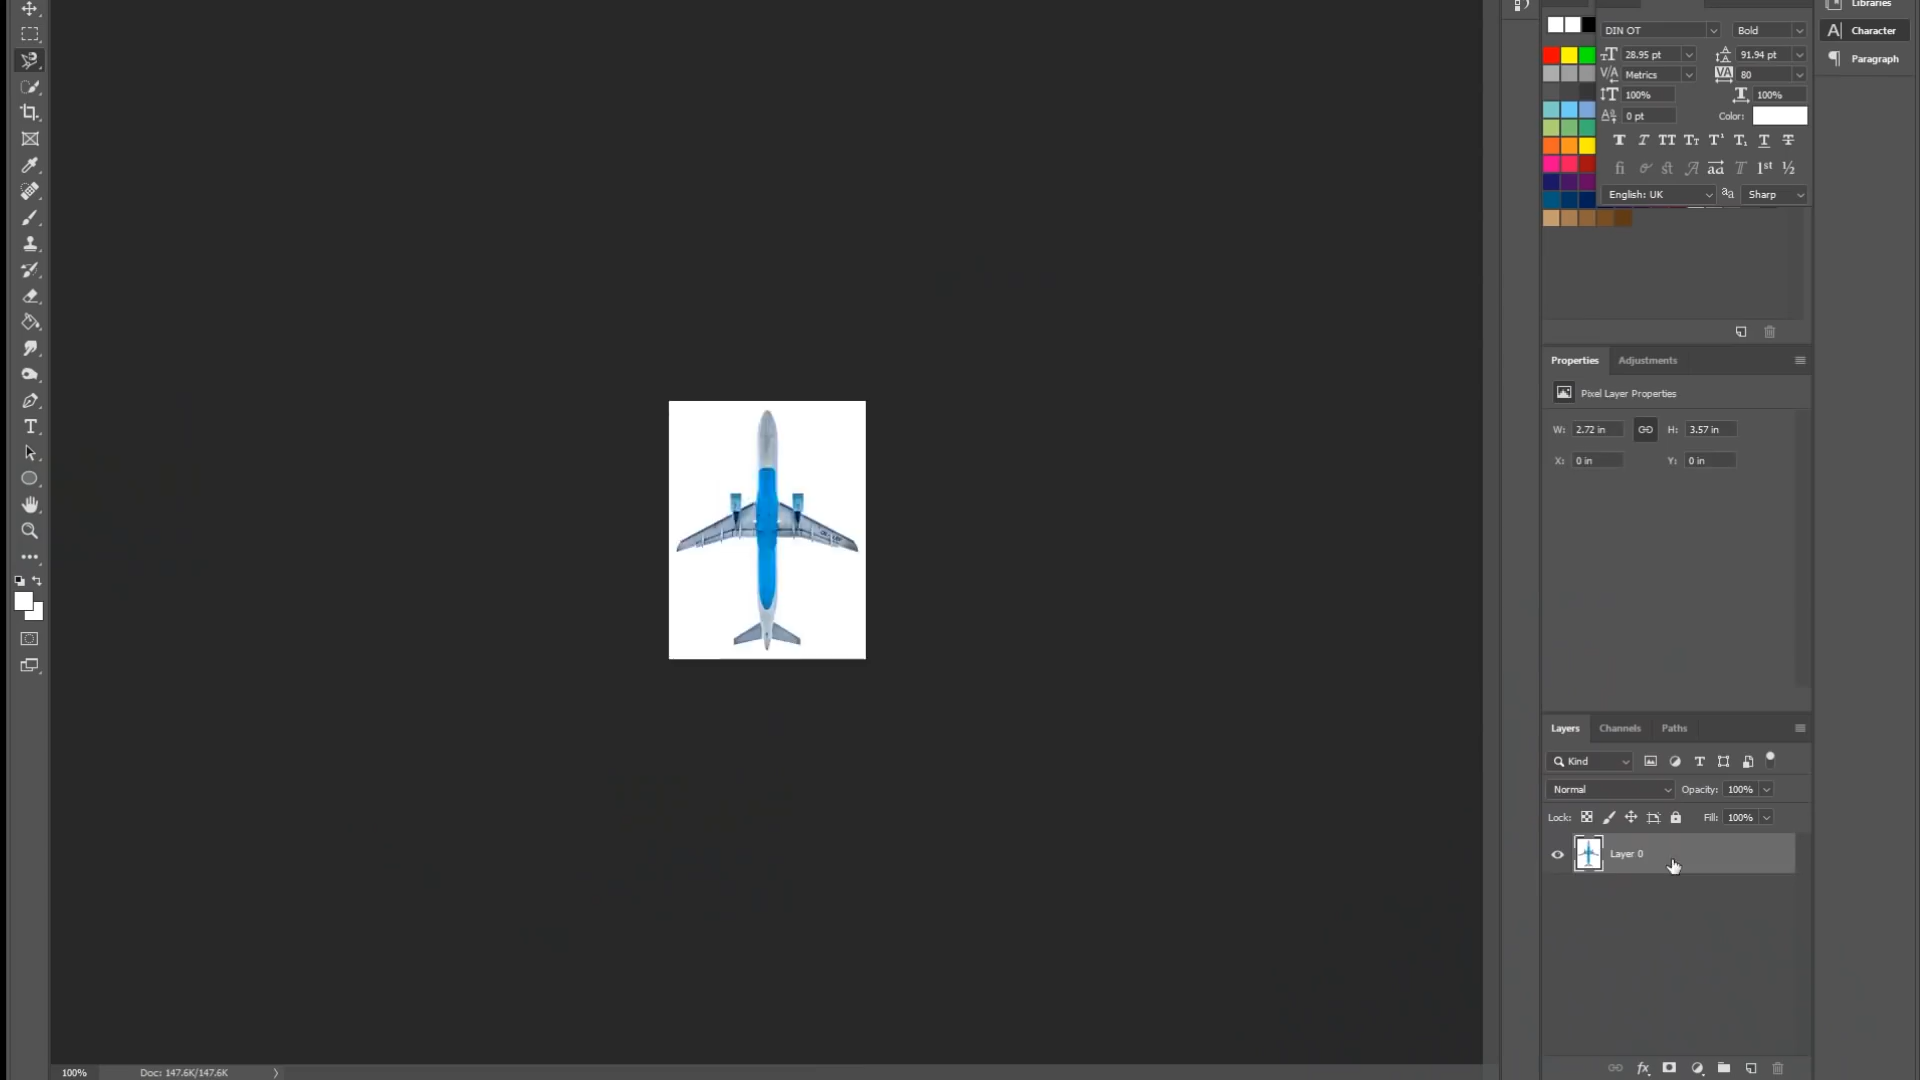 Libraries
DIN OT Bold
Character
28.95 pt 91.94 pt
Paragraph
Metrics 80
100% 100%
0 pt Color:
English: UK Sharp
Properties Adjustments
Pixel Layer Properties
W: 2.72 in H: 3.57 in
X: 0 in Y: 0 in
Layers Channels Paths
Kind
Normal Opacity: 100%
Lock: Fill: 100%
Layer 0
100% Doc: 147.6K/147.6K